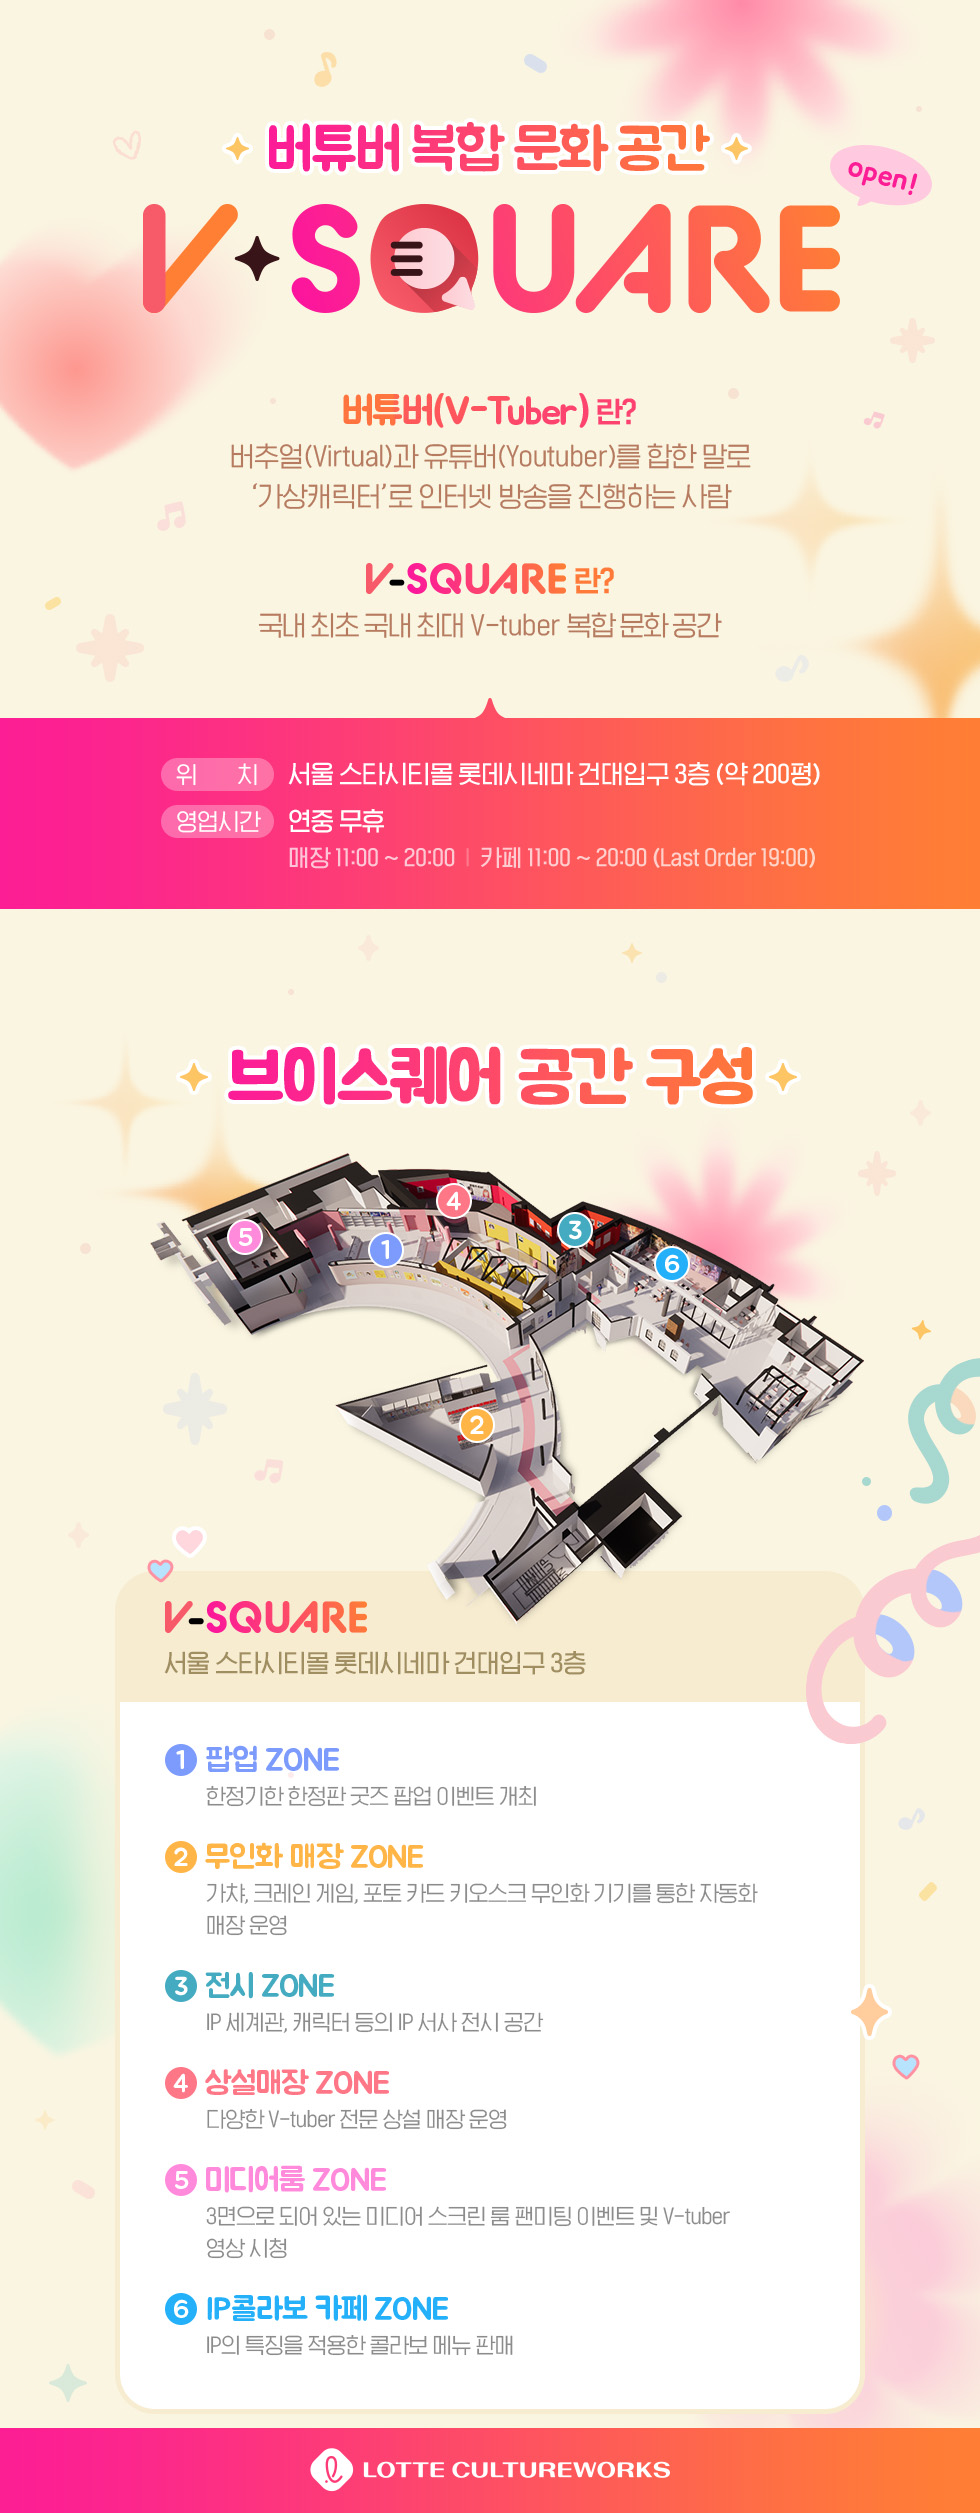 버튜버 복합 문화 공간
open!
V SQUARE
버튜버(V-Tuber) 란?
버추얼(Virtual)과 유튜버(Youtuber)를 합한 말로
‘가상캐릭터’로 인터넷 방송을 진행하는 사람
V-SQUARE 란?
국내 최초 국내 최대 V-tuber 복합 문화 공간
위 치 서울 스타시티몰 롯데시네마 건대입구 3층 (약 200평)
영업시간 연중 무휴
매장 11:00 ~ 20:00 | 카페 11:00 ~ 20:00 (Last Order 19:00)
브이스퀘어 공간 구성
4
5
3
1
6
2
V-SQUARE
서울 스타시티몰 롯데시네마 건대입구 3층
1 팝업 ZONE
한정기한 한정판 굿즈 팝업 이벤트 개최
2 무인화 매장 ZONE
가챠, 크레인 게임, 포토 카드 키오스크 무인화 기기를 통한 자동화
매장 운영
3 전시 ZONE
IP 세계관, 캐릭터 등의 IP 서사 전시 공간
4 상설매장 ZONE
다양한 V-tuber 전문 상설 매장 운영
5 미디어룸 ZONE
3면으로 되어 있는 미디어 스크린 룸 팬미팅 이벤트 및 V-tuber
영상 시청
6 IP콜라보 카페 ZONE
IP의 특징을 적용한 콜라보 메뉴 판매
LOTTE CULTUREWORKS